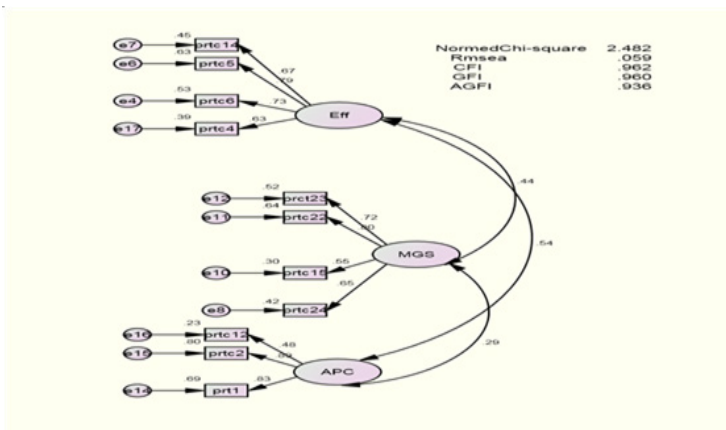 NormedChi-square 2.482
Rmsea .059
CFI .962
GFI .960
AGFI .936
.45
e7 prtc14
.63
e6 prtc5
.67
.79
.53
e4 prtc6 .73
Eff
.39
e17 prtc4 .63
.44
.52
e12 prct23
.64
e11 prtc22 .72
.80
.54
MGS
.30
e10 prtc15 .55
.42
e8 prtc24 .65
.23
e16 prtc12
.80
e15 prtc2 .48
.89
.29
APC
.69
e14 prt1 .83